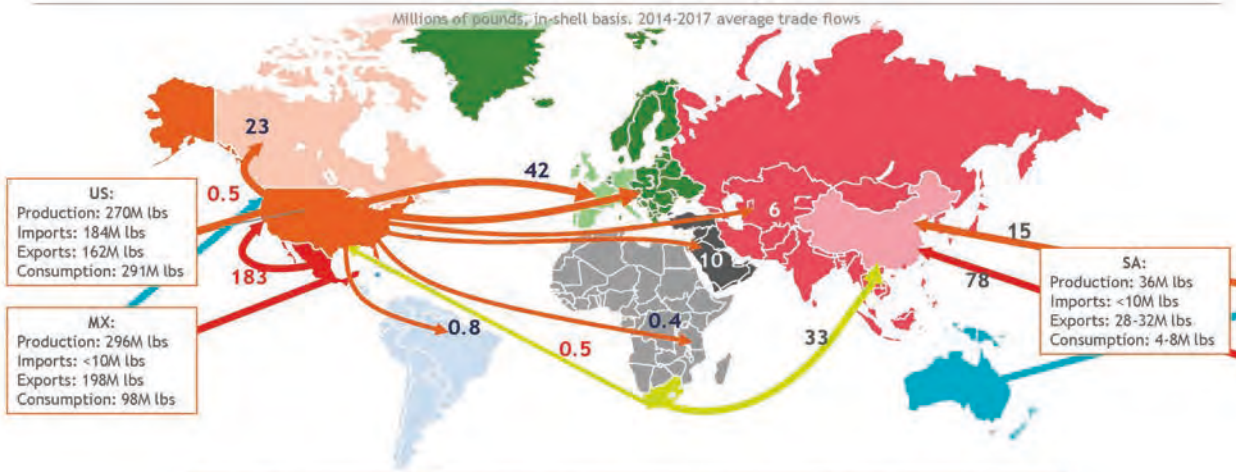 Millions of pounds, in-shell basis. 2014-2017 average trade flows
23
42
3
6
10
15
78
33
0.5
183
0.8
0.4
0.5
US:
Production: 270M lbs
Imports: 184M lbs
Exports: 162M lbs
Consumption: 291M lbs
MX:
Production: 296M lbs
Imports: <10M lbs
Exports: 198M lbs
Consumption: 98M lbs
SA:
Production: 36M lbs
Imports: <10M lbs
Exports: 28-32M lbs
Consumption: 4-8M lbs